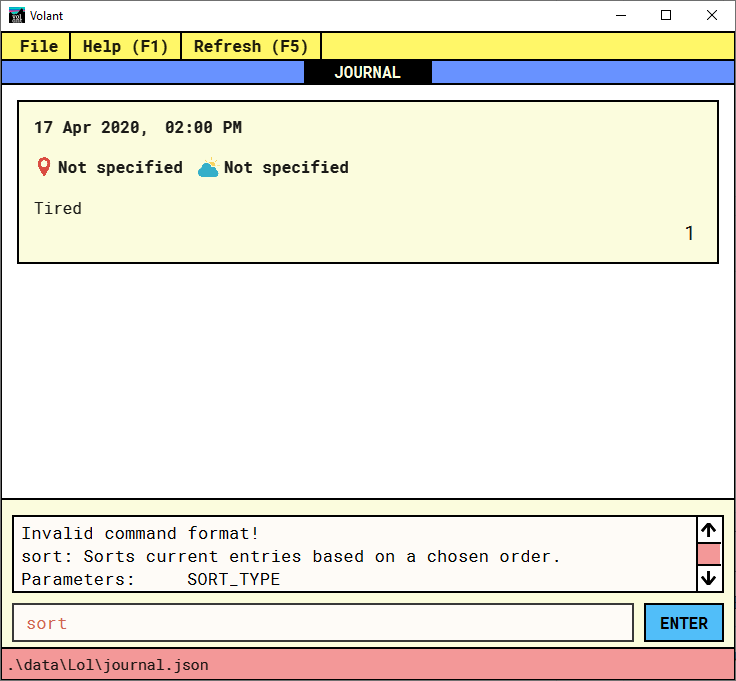 Volant
File Help (F1) Refresh (F5)
JOURNAL
17 Apr 2020, 02:00 PM
Not specified Not specified
Tired
1
Invalid command format!
sort: Sorts current entries based on a chosen order.
Parameters: SORT_TYPE
sort ENTER
.\data\Lol\journal.json